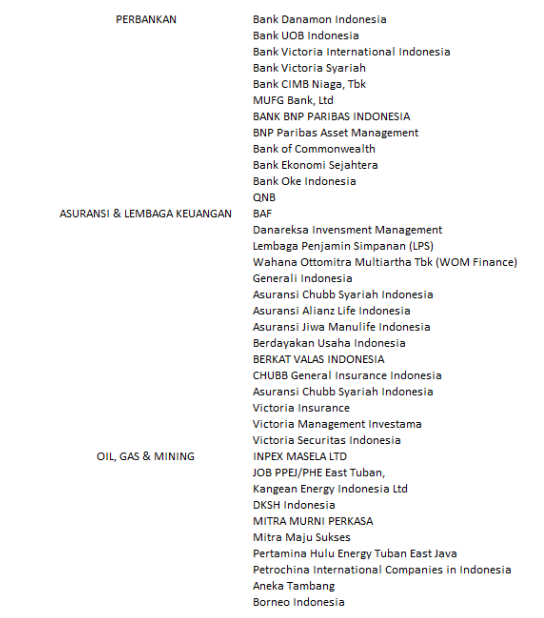 PERBANKAN Bank Danamon Indonesia
Bank UOB Indonesia
Bank Victoria International Indonesia
Bank Victoria Syariah
Bank CIMB Niaga, Tbk
MUFG Bank, Ltd
BANK BNP PARIBAS INDONESIA
BNP Paribas Asset Management
Bank of Commonwealth
Bank Ekonomi Sejahtera
Bank Oke Indonesia
QNB
ASURANSI & LEMBAGA KEUANGAN BAF
Danareksa Invensment Management
Lembaga Penjamin Simpanan (LPS)
Wahana Ottomitra Multiartha Tbk (WOM Finance)
Generali Indonesia
Asuransi Chubb Syariah Indonesia
Asuransi Alianz Life Indonesia
Asuransi Jiwa Manulife Indonesia
Berdayakan Usaha Indonesia
BERKAT VALAS INDONESIA
CHUBB General Insurance Indonesia
Asuransi Chubb Syariah Indonesia
Victoria Insurance
Victoria Management Investama
Victoria Securitas Indonesia
OIL, GAS & MINING INPEX MASELA LTD
JOB PPEJ/PHE East Tuban,
Kangean Energy Indonesia Ltd
DKSH Indonesia
MITRA MURNI PERKASA
Mitra Maju Sukses
Pertamina Hulu Energy Tuban East Java
Petrochina International Companies in Indonesia
Aneka Tambang
Borneo Indonesia